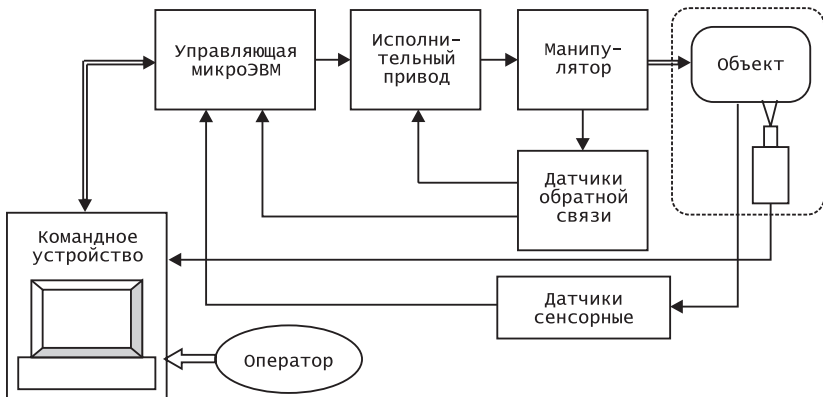 Управляющая
микроЭВМ
Исполни-
тельный
привод
Манипу-
лятор
Объект
Датчики
обратной
связи
Командное
устройство
Датчики
сенсорные
Оператор